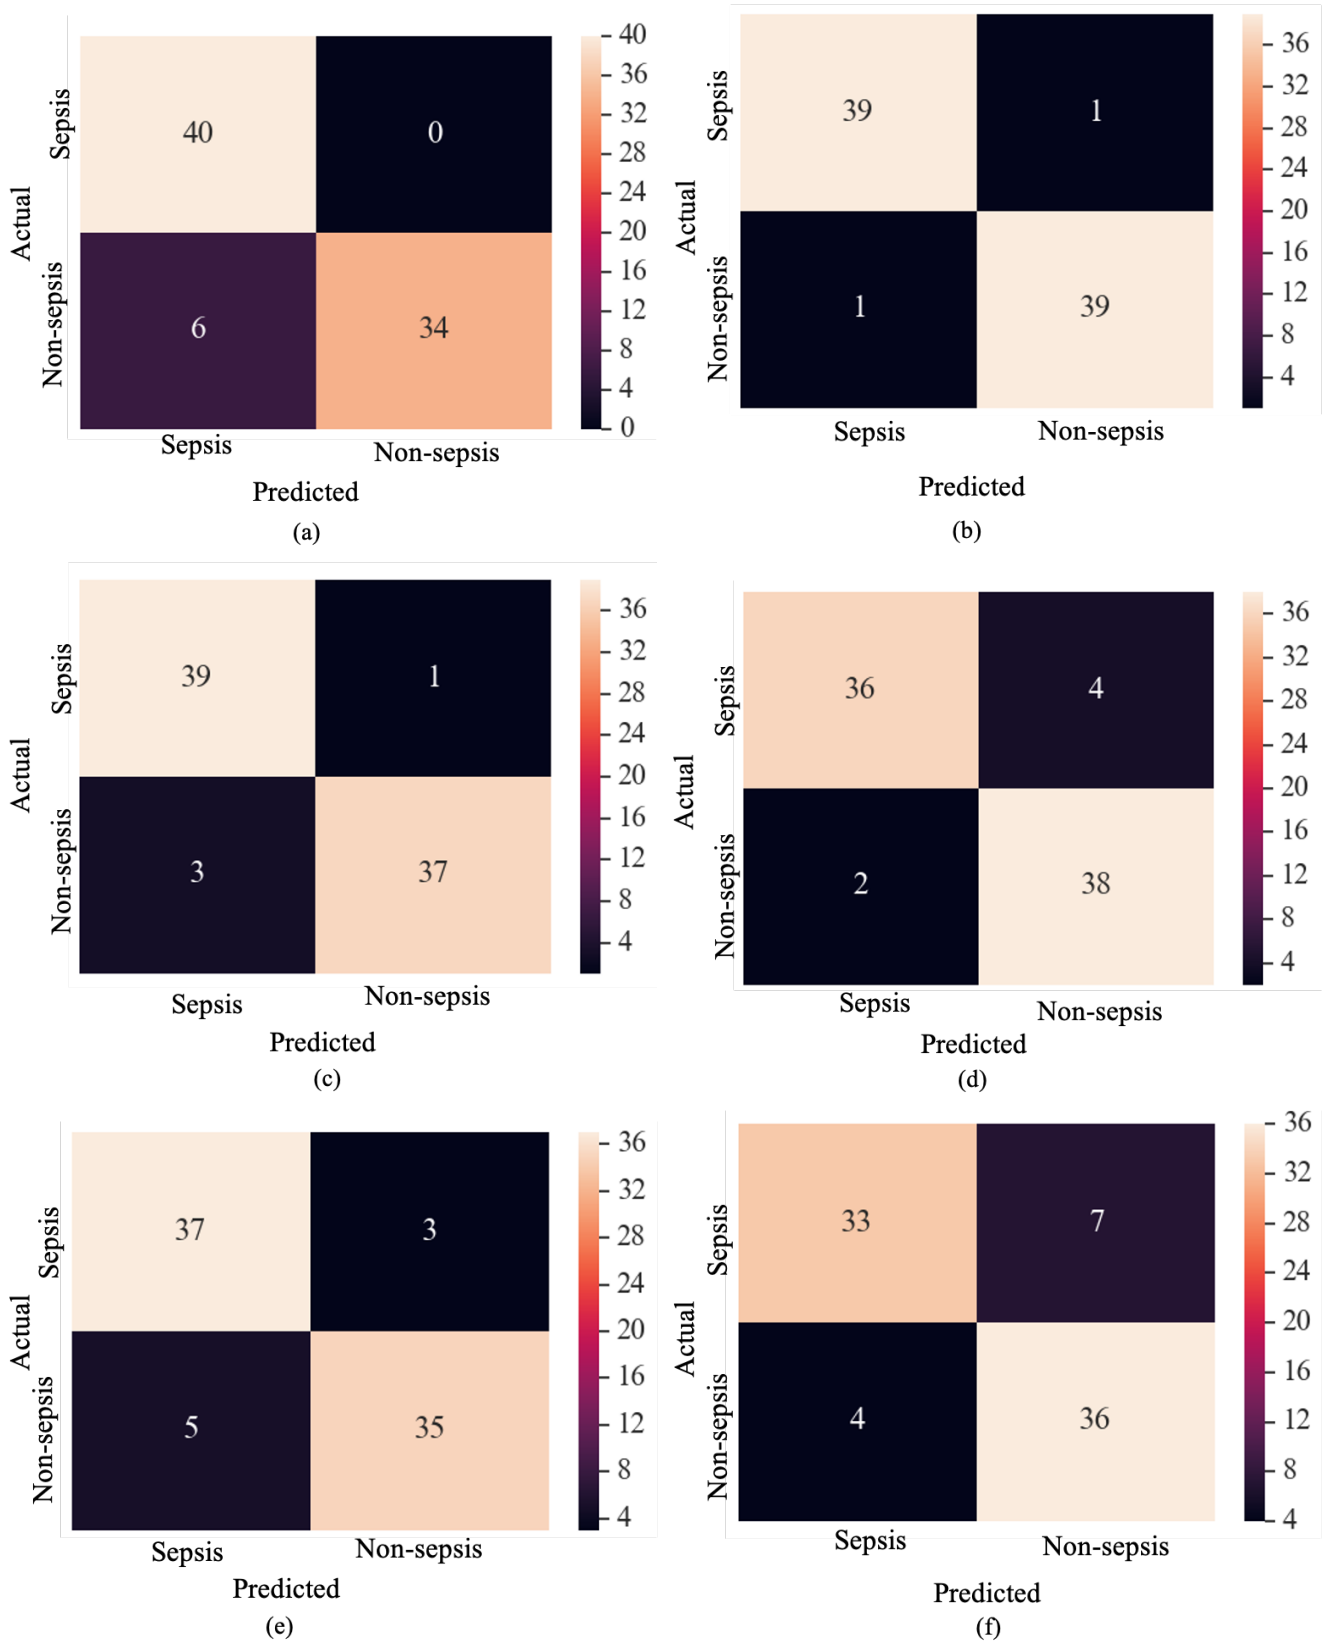 Actual
Sepsis
Non-sepsis
40
0
6
34
40
36
32
28
24
20
16
12
8
4
0
Sepsis
Non-sepsis
Predicted
(a)
Actual
Sepsis
Non-sepsis
39
1
1
39
36
32
28
24
20
16
12
8
4
Sepsis
Non-sepsis
Predicted
(b)
Actual
Sepsis
Non-sepsis
39
1
3
37
36
32
28
24
20
16
12
8
4
Sepsis
Non-sepsis
Predicted
(c)
Actual
Sepsis
Non-sepsis
36
4
2
38
36
32
28
24
20
16
12
8
4
Sepsis
Non-sepsis
Predicted
(d)
Actual
Sepsis
Non-sepsis
37
3
5
35
36
32
28
24
20
16
12
8
4
Sepsis
Non-sepsis
Predicted
(e)
Actual
Sepsis
Non-sepsis
33
7
4
36
36
32
28
24
20
16
12
8
4
Sepsis
Non-sepsis
Predicted
(f)